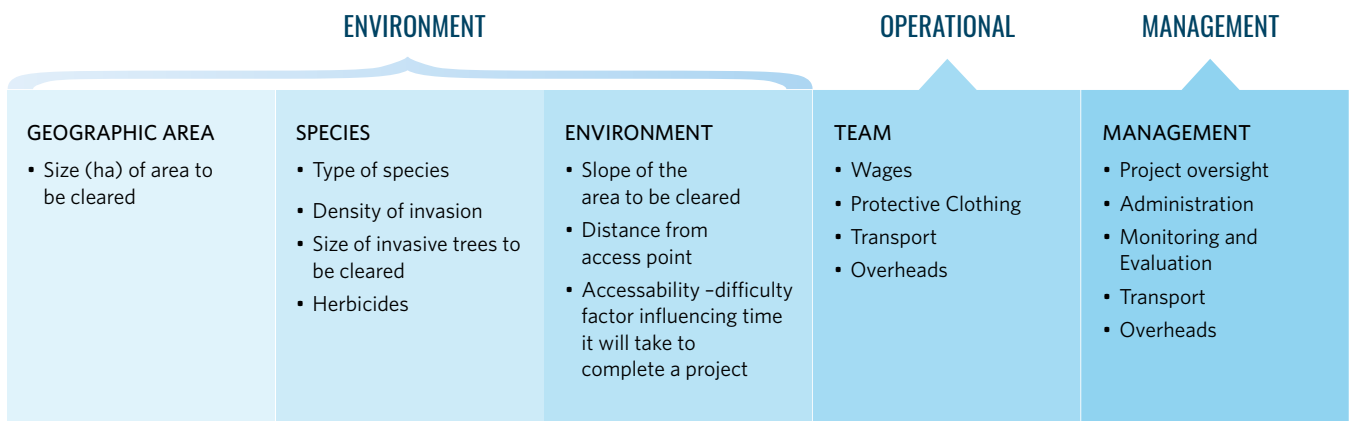 ENVIRONMENT
OPERATIONAL
MANAGEMENT
GEOGRAPHIC AREA
• Size (ha) of area to
be cleared
SPECIES
• Type of species
• Density of invasion
• Size of invasive trees to
be cleared
• Herbicides
ENVIRONMENT
• Slope of the
area to be cleared
• Distance from
access point
• Accessability –difficulty
factor influencing time
it will take to
complete a project
TEAM
• Wages
• Protective Clothing
• Transport
• Overheads
MANAGEMENT
• Project oversight
• Administration
• Monitoring and
Evaluation
• Transport
• Overheads